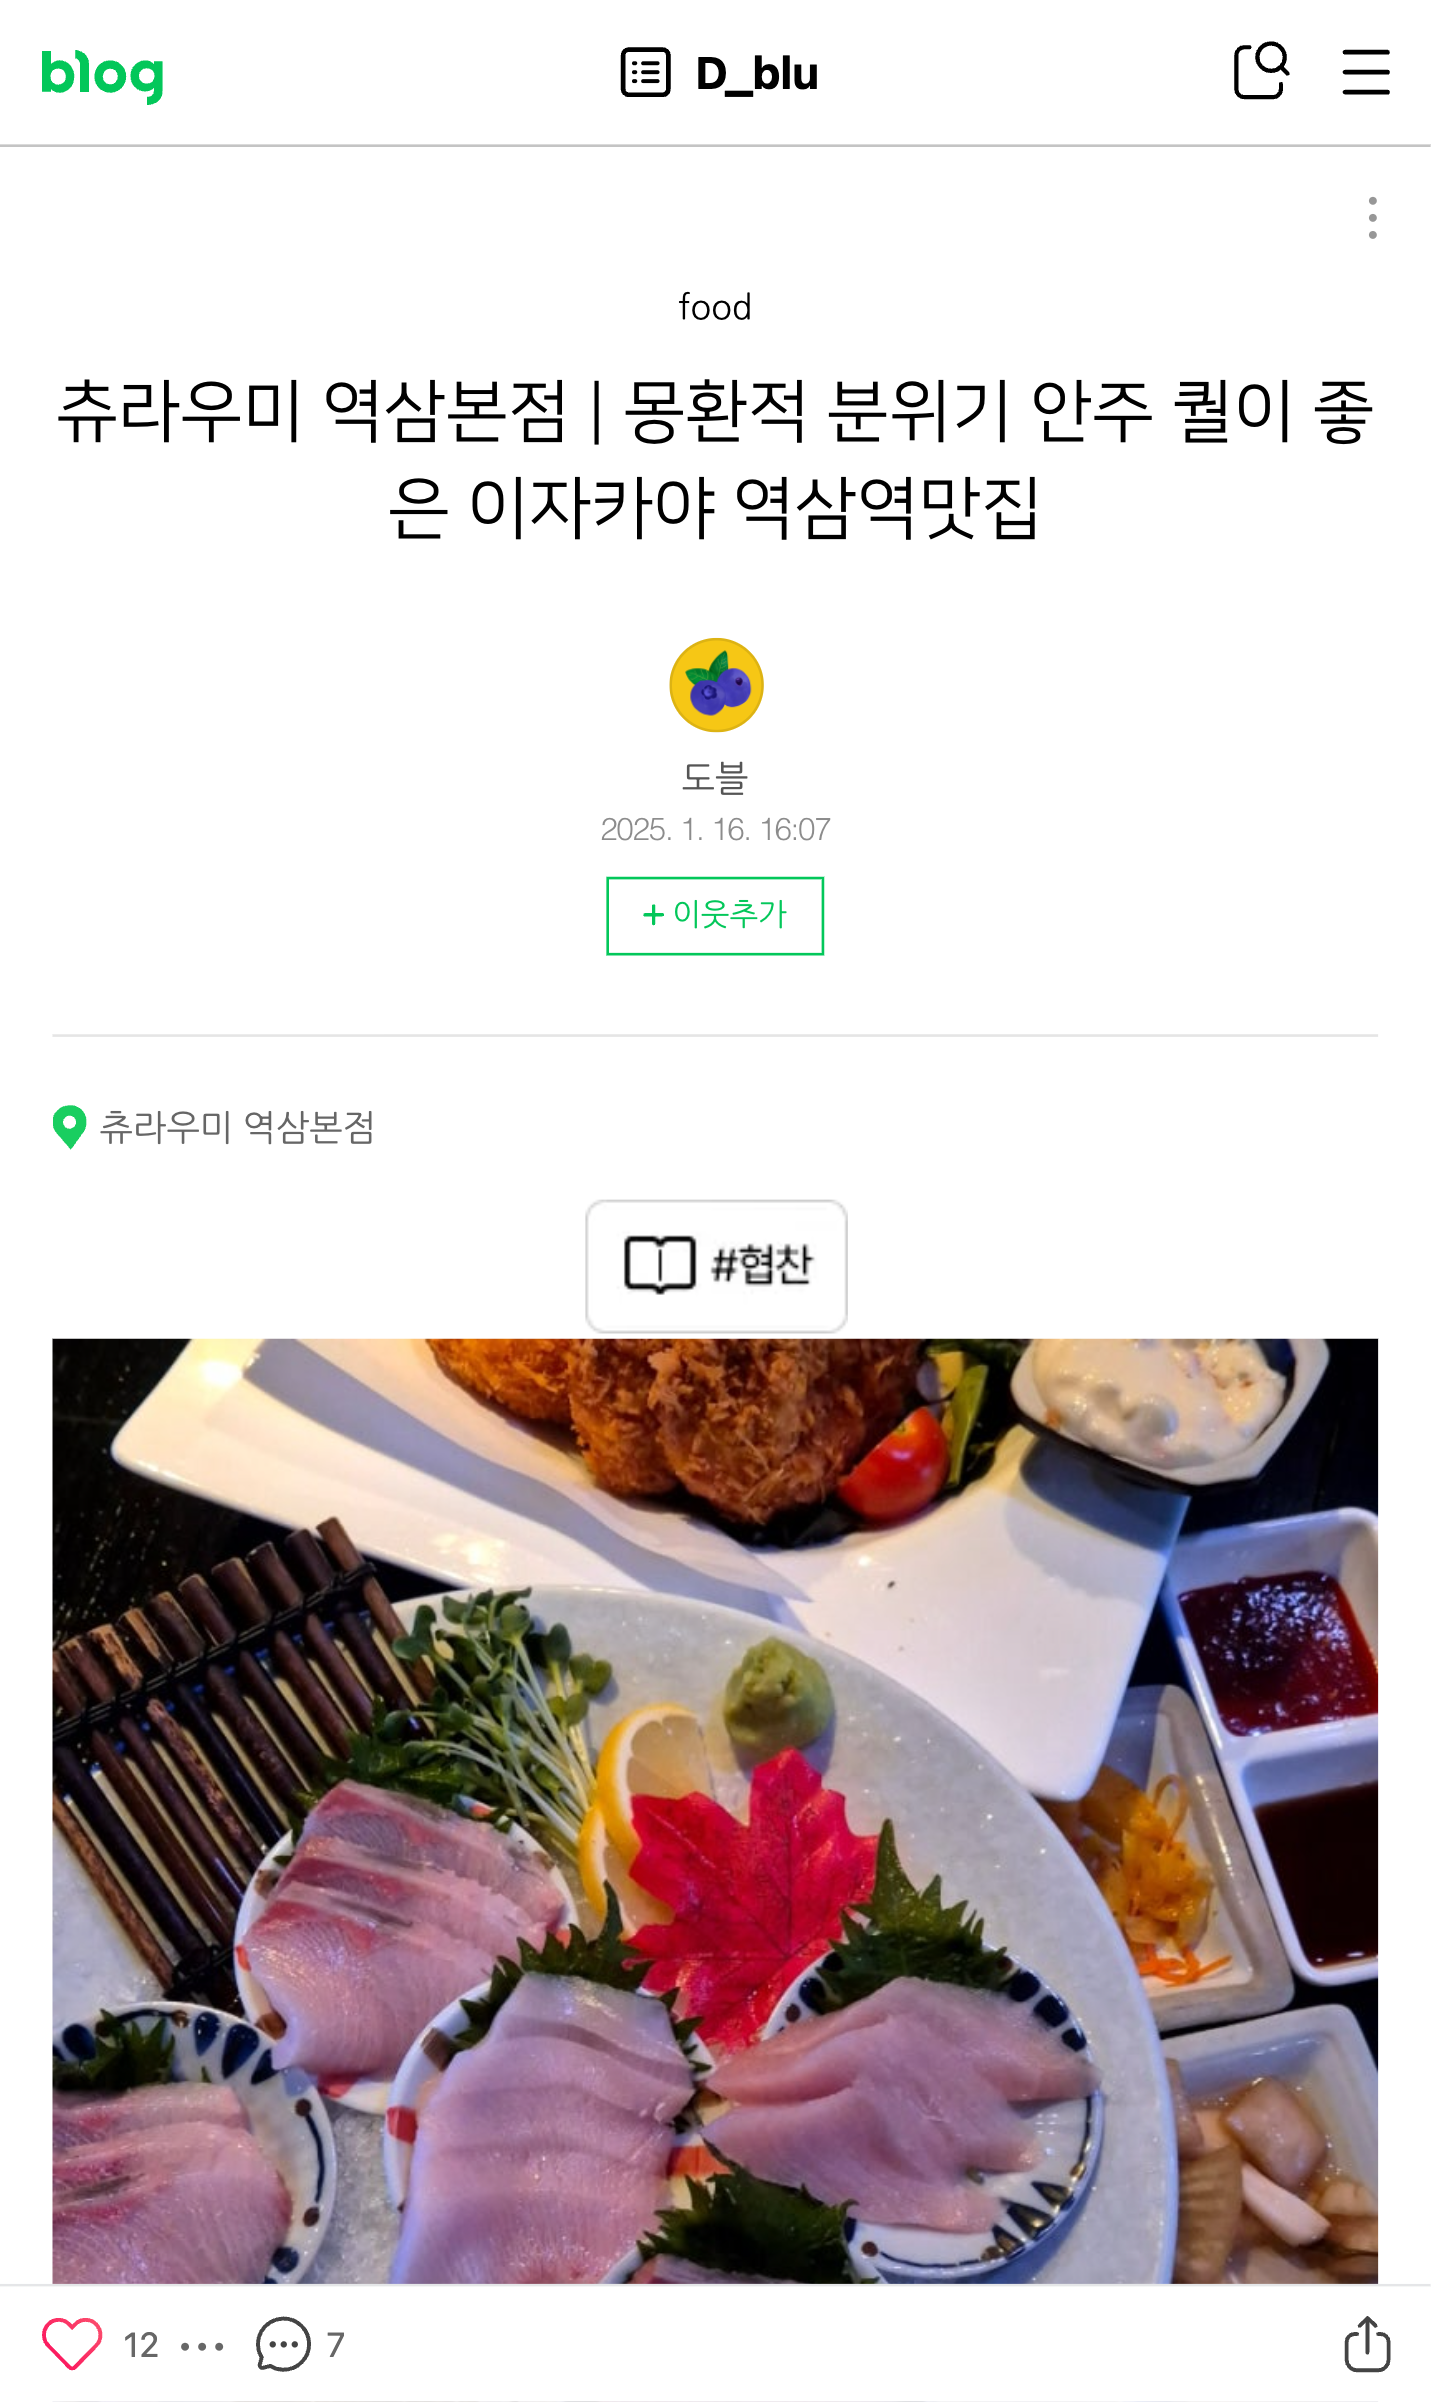 blog
D_blu
food
츄라우미 역삼본점 | 몽환적 분위기 안주 퀄이 좋
은 이자카야 역삼역맛집
도블
2025. 1. 16. 16:07
+ 이웃추가
츄라우미 역삼본점
#협찬
12
7